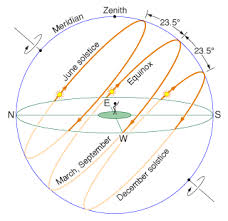 Zenith
Meridian
23.5°
23.5°
June solstice
Equinox
E
N
S
W
March, September
December solstice